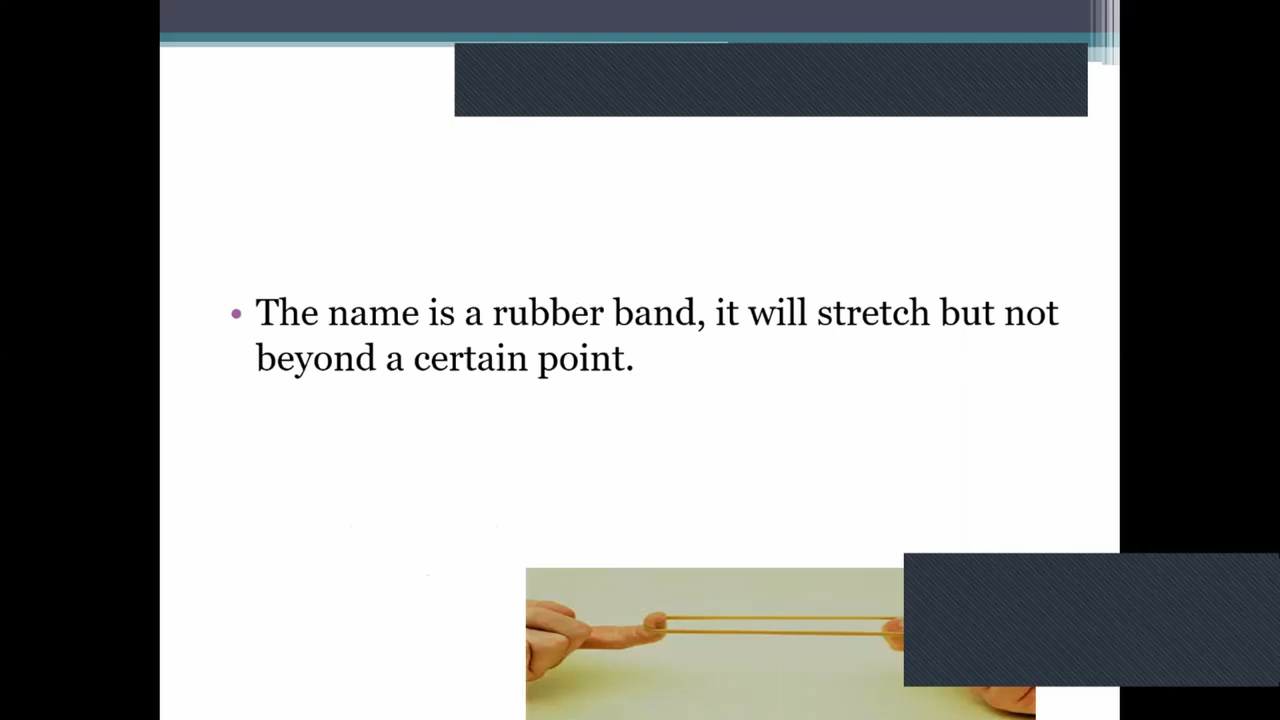 • The name is a rubber band, it will stretch but not
beyond a certain point.